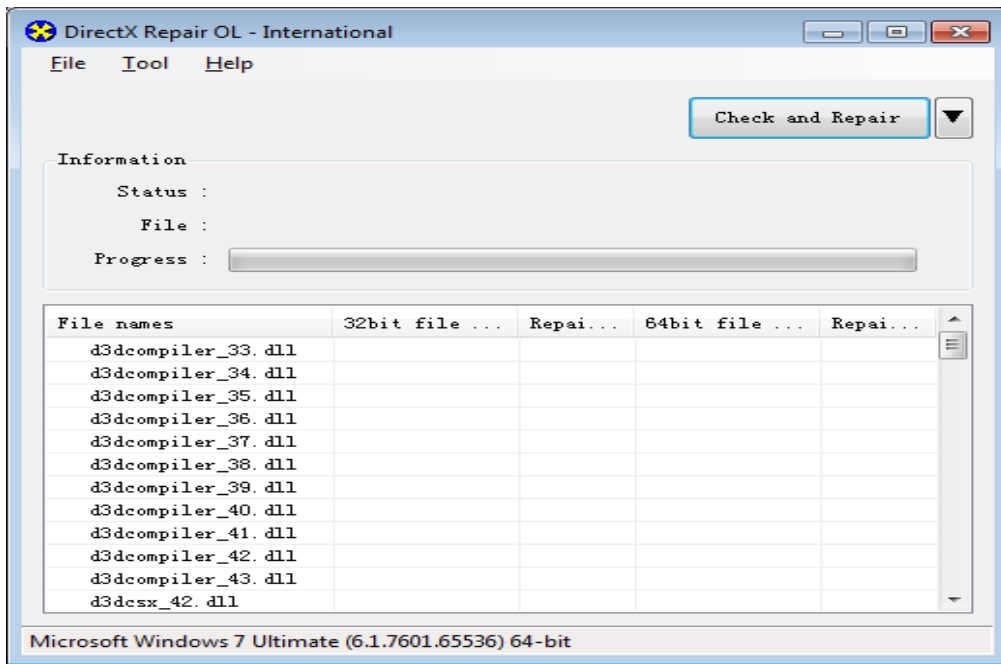 DirectX Repair OL - International
File Tool Help
Check and Repair
Information
Status :
File :
Progress :
File names 32bit file ... Repai... 64bit file ... Repai...
d3dcompiler_33.dll
d3dcompiler_34.dll
d3dcompiler_35.dll
d3dcompiler_36.dll
d3dcompiler_37.dll
d3dcompiler_38.dll
d3dcompiler_39.dll
d3dcompiler_40.dll
d3dcompiler_41.dll
d3dcompiler_42.dll
d3dcompiler_43.dll
d3dcsx_42.dll
Microsoft Windows 7 Ultimate (6.1.7601.65536) 64-bit